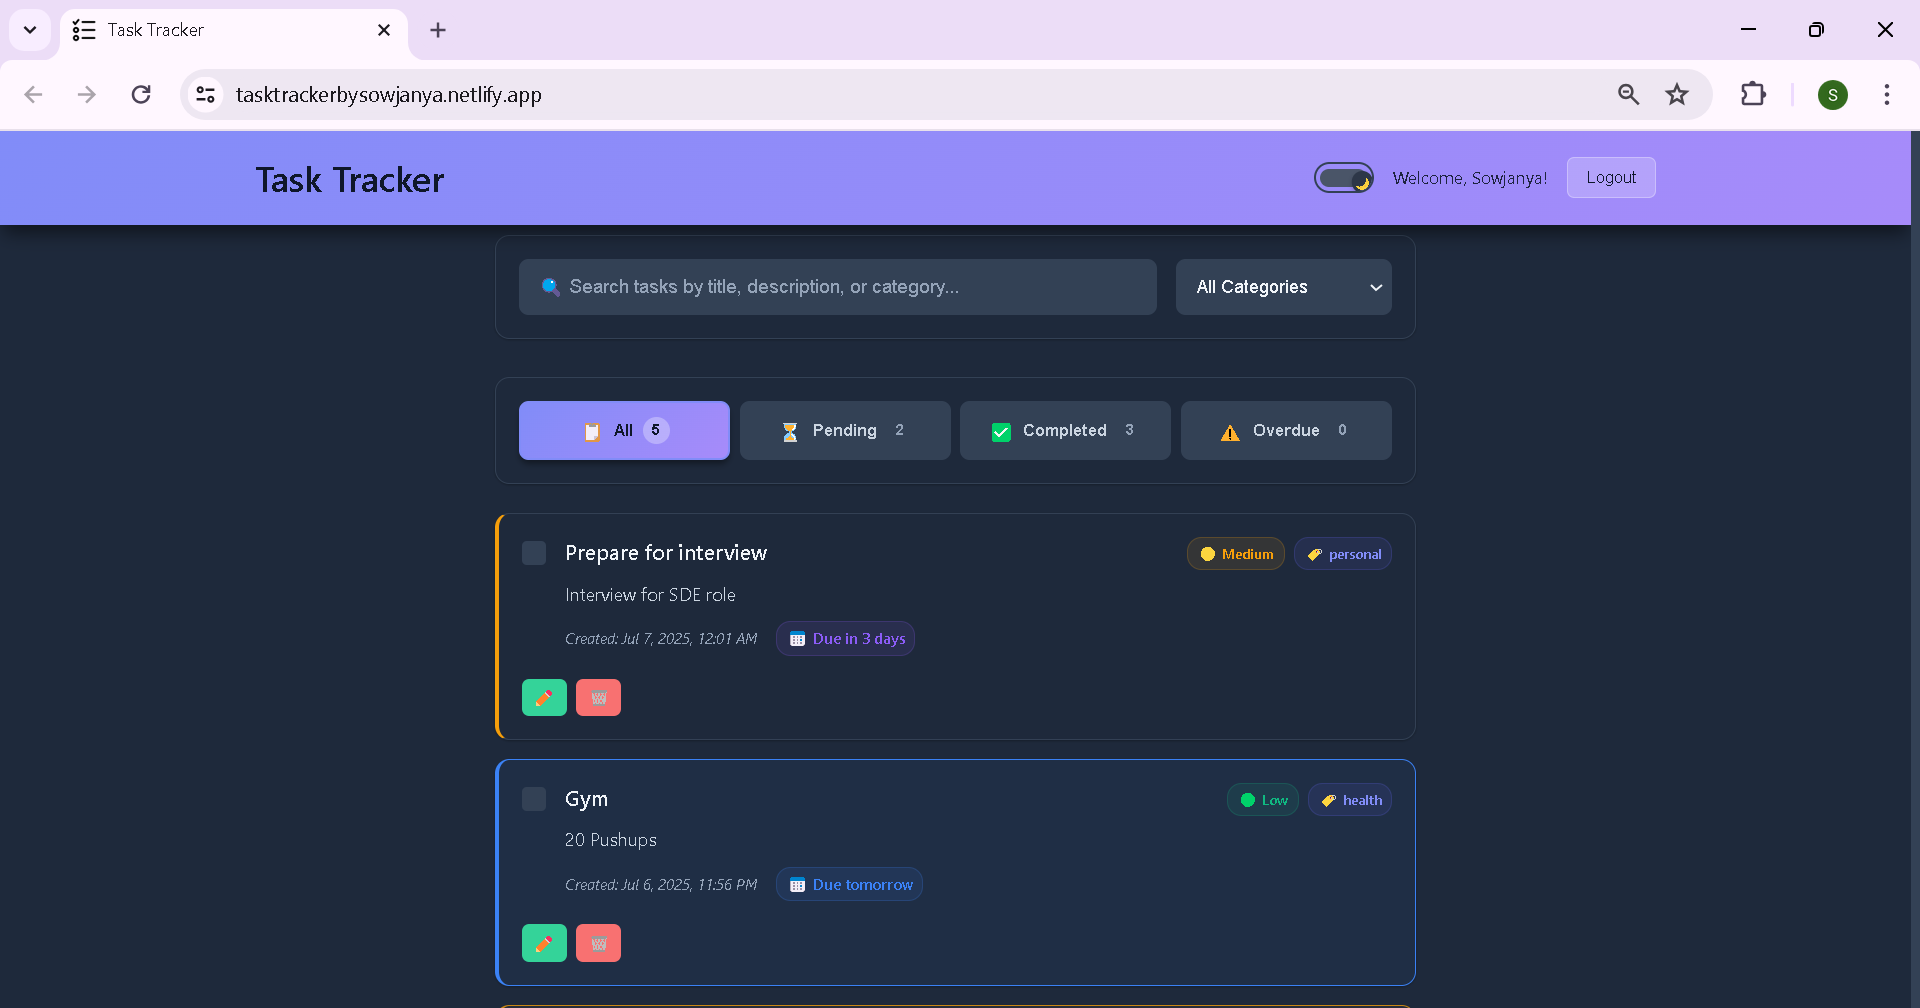 Task Tracker
tasktrackerbysowjanya.netlify.app
S
Task Tracker
Welcome, Sowjanya!
Logout
Search tasks by title, description, or category...
All Categories
All 5
Pending 2
Completed 3
Overdue 0
Prepare for interview
Medium
personal
Interview for SDE role
Created: Jul 7, 2025, 12:01 AM
Due in 3 days
Gym
Low
health
20 Pushups
Created: Jul 6, 2025, 11:56 PM
Due tomorrow